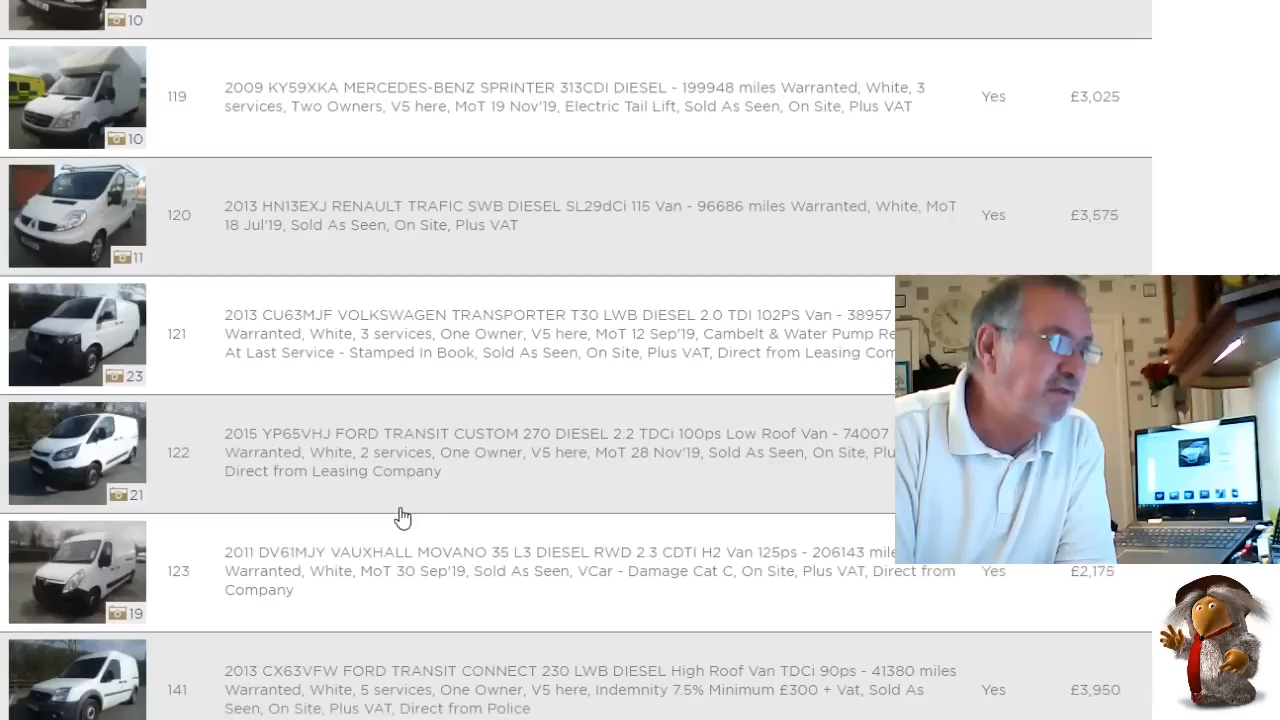 10
119
2009 KY59XKA MERCEDES-BENZ SPRINTER 313CDI DIESEL - 199948 miles Warranted, White, 3
services, Two Owners, V5 here, MoT 19 Nov'19, Electric Tail Lift, Sold As Seen, On Site, Plus VAT
Yes
£3,025
10
120
2013 HN13EXJ RENAULT TRAFIC SWB DIESEL SL29dCi 115 Van - 96686 miles Warranted, White, MoT
18 Jul'19, Sold As Seen, On Site, Plus VAT
Yes
£3,575
11
121
2013 CU63MJF VOLKSWAGEN TRANSPORTER T30 LWB DIESEL 2.0 TDI 102PS Van - 38957
Warranted, White, 3 services, One Owner, V5 here, MoT 12 Sep'19, Cambelt & Water Pump Re
At Last Service - Stamped In Book, Sold As Seen, On Site, Plus VAT, Direct from Leasing Com
23
122
2015 YP65VHJ FORD TRANSIT CUSTOM 270 DIESEL 2.2 TDCi 100ps Low Roof Van - 74007
Warranted, White, 2 services, One Owner, V5 here, MoT 28 Nov'19, Sold As Seen, On Site, Plu
Direct from Leasing Company
21
123
2011 DV61MJY VAUXHALL MOVANO 35 L3 DIESEL RWD 2.3 CDTI H2 Van 125ps - 206143 mile
Warranted, White, MoT 30 Sep'19, Sold As Seen, VCar - Damage Cat C, On Site, Plus VAT, Direct from
Company
Yes
£2,175
19
141
2013 CX63VFW FORD TRANSIT CONNECT 230 LWB DIESEL High Roof Van TDCi 90ps - 41380 miles
Warranted, White, 5 services, One Owner, V5 here, Indemnity 7.5% Minimum £300 + Vat, Sold As
Seen, On Site, Plus VAT, Direct from Police
Yes
£3,950